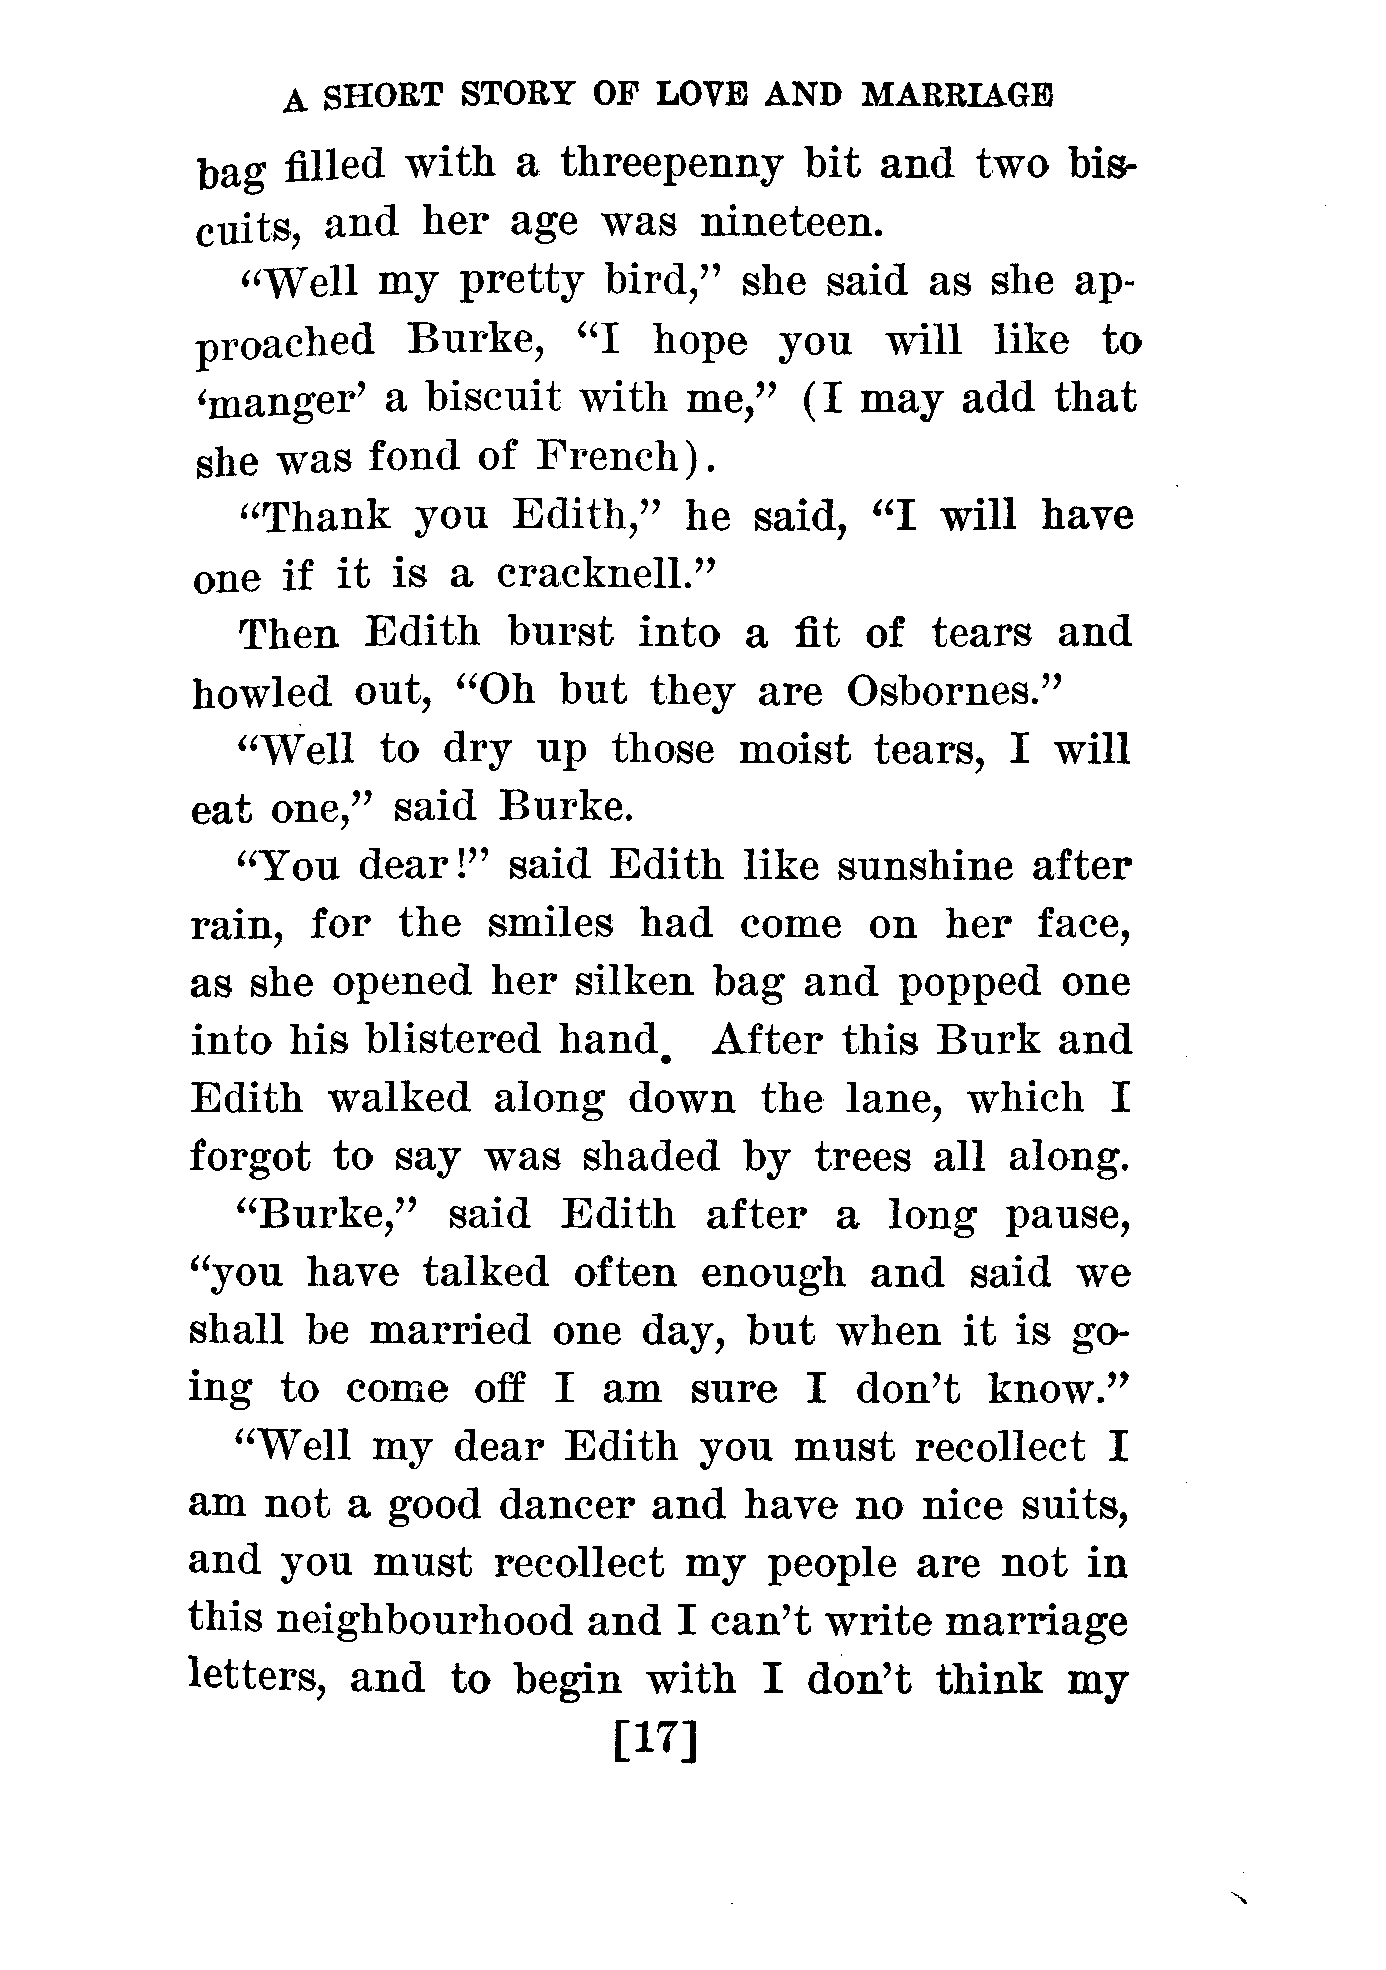 A SHORT STORY OF LOVE AND MARRIAGE
bag filled with a threepenny bit and two bis-
cuits, and her age was nineteen.
“Well my pretty bird,” she said as she ap-
proached Burke, “I hope you will like to
‘manger’ a biscuit with me,” (I may add that
she was fond of French).
“Thank you Edith,” he said, “I will have
one if it is a cracknell.”
Then Edith burst into a fit of tears and
howled out, “Oh but they are Osbornes.”
“Well to dry up those moist tears, I will
eat one,” said Burke.
“You dear!” said Edith like sunshine after
rain, for the smiles had come on her face,
as she opened her silken bag and popped one
into his blistered hand. After this Burk and
Edith walked along down the lane, which I
forgot to say was shaded by trees all along.
“Burke,” said Edith after a long pause,
“you have talked often enough and said we
shall be married one day, but when it is go-
ing to come off I am sure I don’t know.”
“Well my dear Edith you must recollect I
am not a good dancer and have no nice suits,
and you must recollect my people are not in
this neighbourhood and I can’t write marriage
letters, and to begin with I don’t think my
[17]